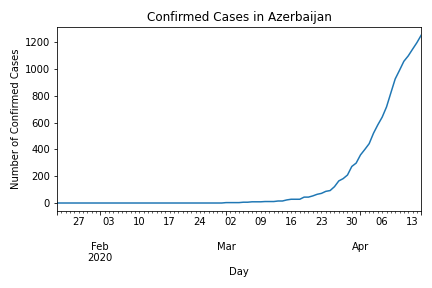 Confirmed Cases in Azerbaijan
Number of Confirmed Cases
1200
1000
800
600
400
200
0
27 03 10 17 24 02 09 16 23 30 06 13
Feb Mar Apr
2020
Day